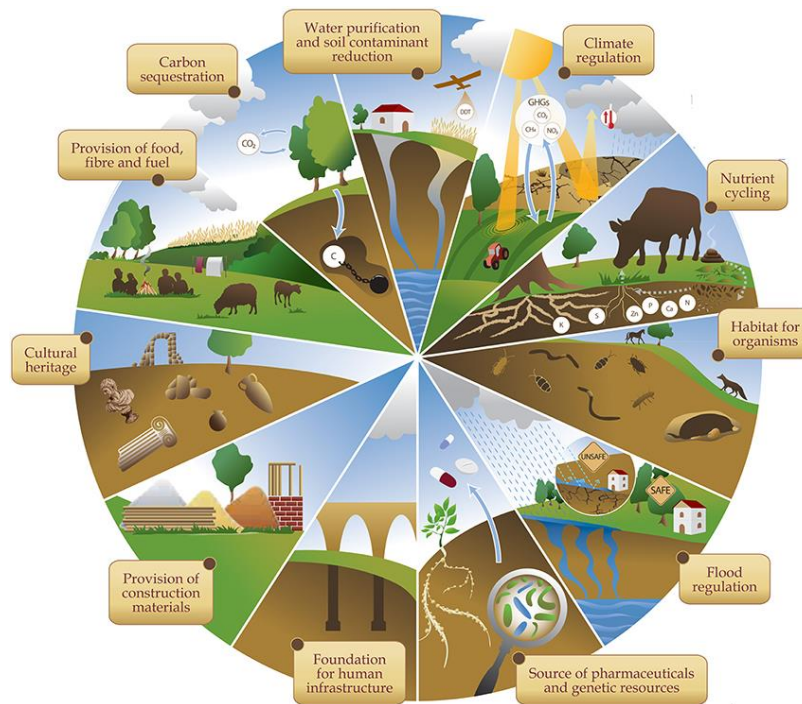 Water purification
and soil contaminant
reduction
Climate
regulation
Carbon
sequestration
Provision of food,
fibre and fuel
Nutrient
cycling
Cultural
heritage
Habitat for
organisms
Provision of
construction
materials
Flood
regulation
Foundation
for human
infrastructure
Source of pharmaceuticals
and genetic resources
CO₂
C
DDT
GHGs
CO₂
CH₄
NOₓ
K
S
Zn
P
Ca
N
UNSAFE
SAFE